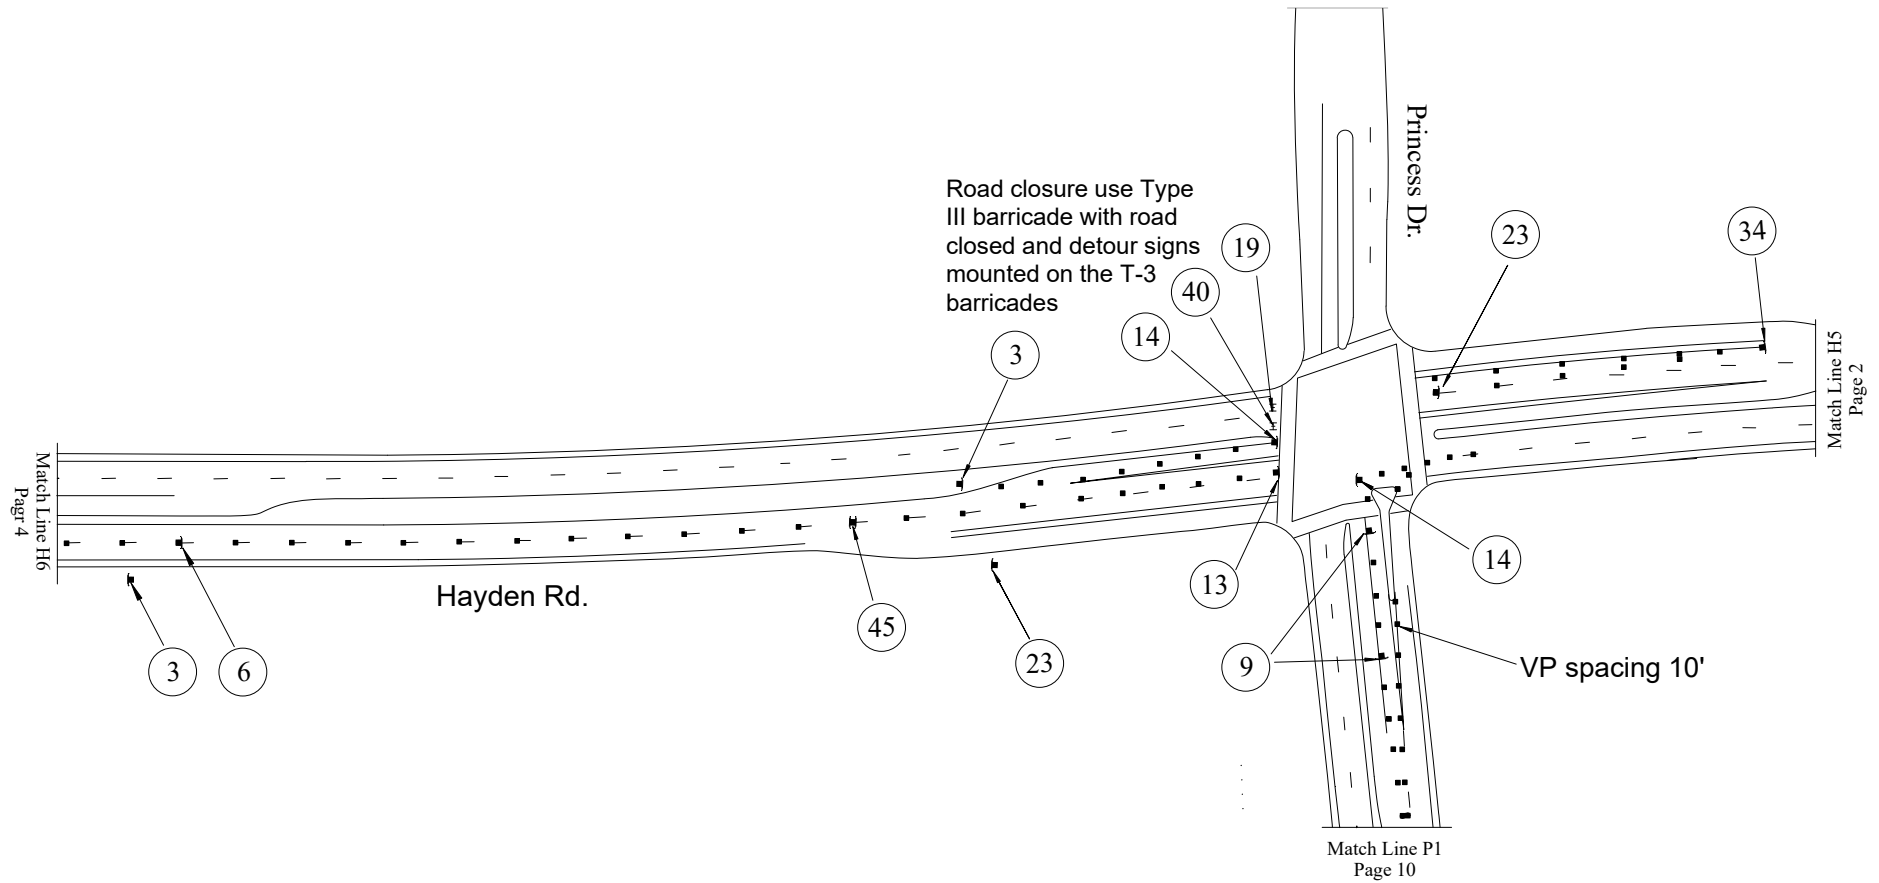 Princess Dr.
Road closure use Type
III barricade with road
closed and detour signs
mounted on the T-3
barricades
19
40
14
3
23
34
Match Line H5
Page 2
Match Line H6
Pagr 4
Hayden Rd.
3
6
45
23
13
9
14
VP spacing 10'
Match Line P1
Page 10